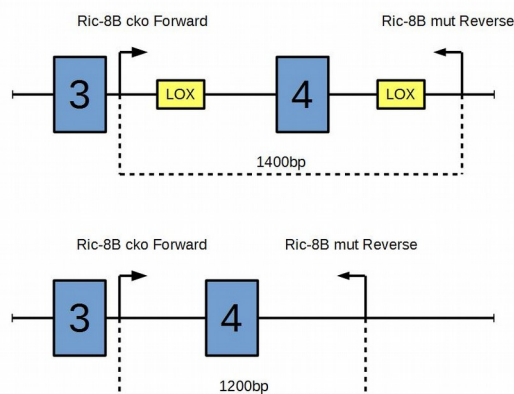 Ric-8B cko Forward
Ric-8B mut Reverse
3
LOX
4
LOX
1400bp
Ric-8B cko Forward
Ric-8B mut Reverse
3
4
1200bp